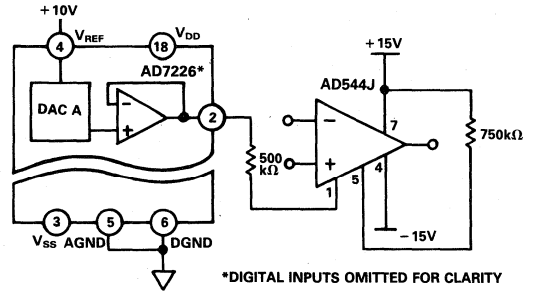 +10V
4
VREF
18
VDD
AD7226*
DAC A
−
+
2
3
5
6
VSS
AGND
DGND
500
kΩ
+15V
AD544J
−
+
7
1
5
4
750kΩ
−15V
*DIGITAL INPUTS OMITTED FOR CLARITY